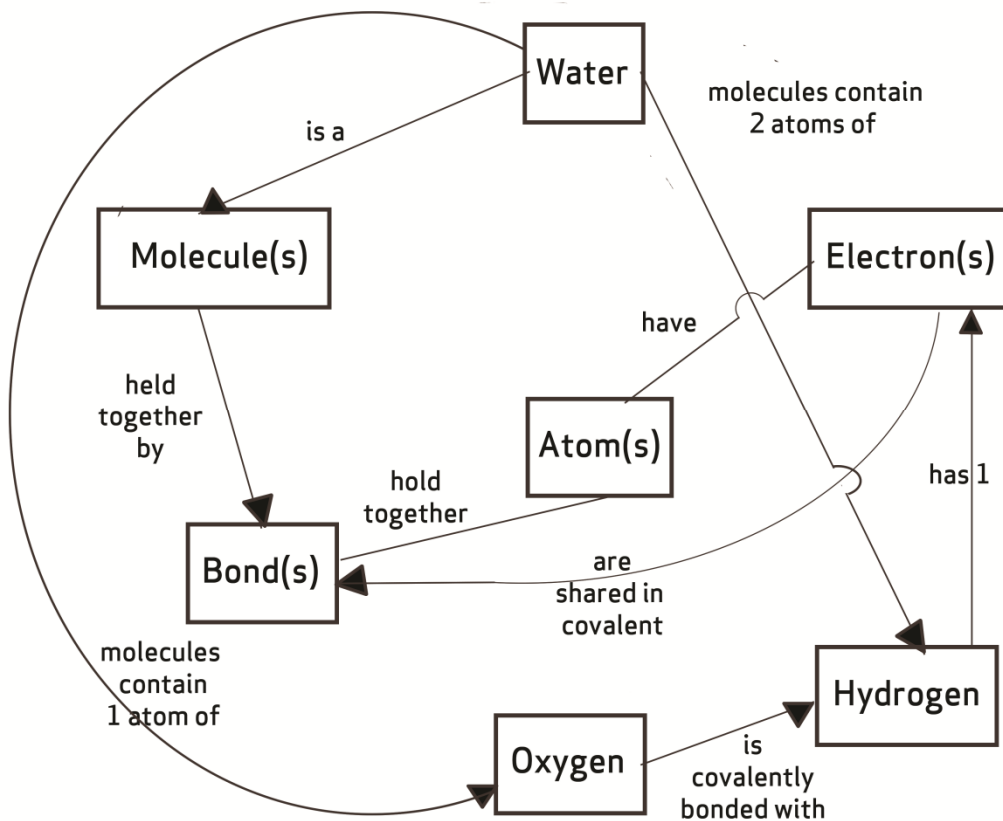 Water
molecules contain
2 atoms of
is a
Molecule(s)
Electron(s)
have
held
together
by
Atom(s)
hold
together
has 1
Bond(s)
are
shared in
covalent
molecules
contain
1 atom of
Hydrogen
Oxygen
is
covalently
bonded with